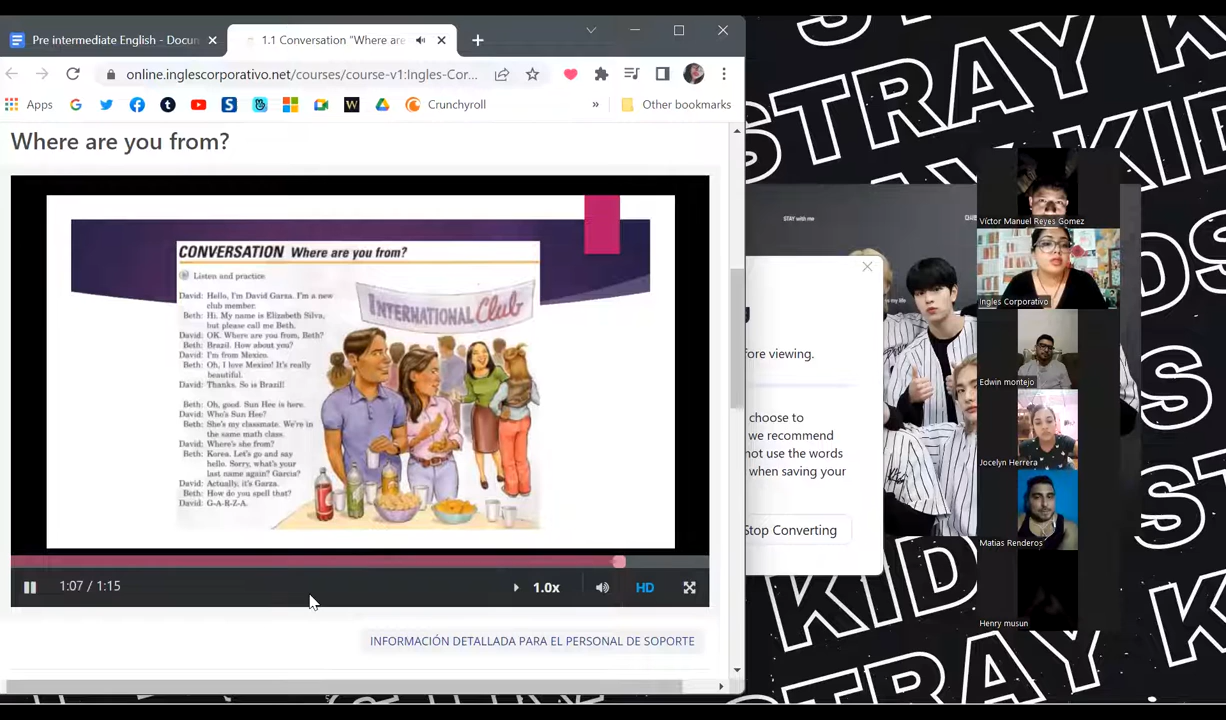 Pre intermediate English - Docun
1.1 Conversation "Where are
online.inglescorporativo.net/courses/course-v1:Ingles-Cor...
Apps
Crunchyroll
»
Other bookmarks
Where are you from?
CONVERSATION Where are you from?
Listen and practice
INTERNATIONAL Club
David: Hello, I'm David Garza. I'm a new
club member.
Beth: Hi. My name is Elizabeth Silva,
but please call me Beth.
David: OK. Where are you from, Beth?
Beth: Brazil. How about you?
David: I'm from Mexico.
Beth: Oh, I love Mexico! It's really
beautiful.
David: Thanks. So is Brazil!
Beth: Oh, good. Sun Hee is here.
David: Who's Sun Hee?
Beth: She's my classmate. We're in
the same math class.
David: Where's she from?
Beth: Korea. Let's go and say
hello. Sorry, what's your
last name again? Garcia?
David: Actually, it's Garza.
Beth: How do you spell that?
David: G-A-R-Z-A.
1:07 / 1:15
1.0x
HD
INFORMACIÓN DETALLADA PARA EL PERSONAL DE SOPORTE
STAY with me
fore viewing.
choose to
we recommend
not use the words
when saving your
Stop Converting
Víctor Manuel Reyes Gomez
Ingles Corporativo
Edwin montejo
Jocelyn Herrera
Matias Renderos
Henry musun
STRAY KIDS
STRAY KIDS